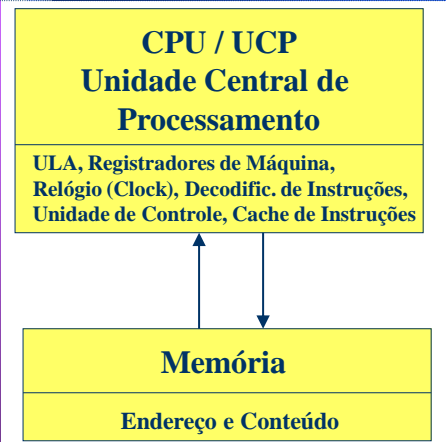 CPU / UCP
Unidade Central de
Processamento
ULA, Registradores de Máquina,
Relógio (Clock), Decodific. de Instruções,
Unidade de Controle, Cache de Instruções
Memória
Endereço e Conteúdo